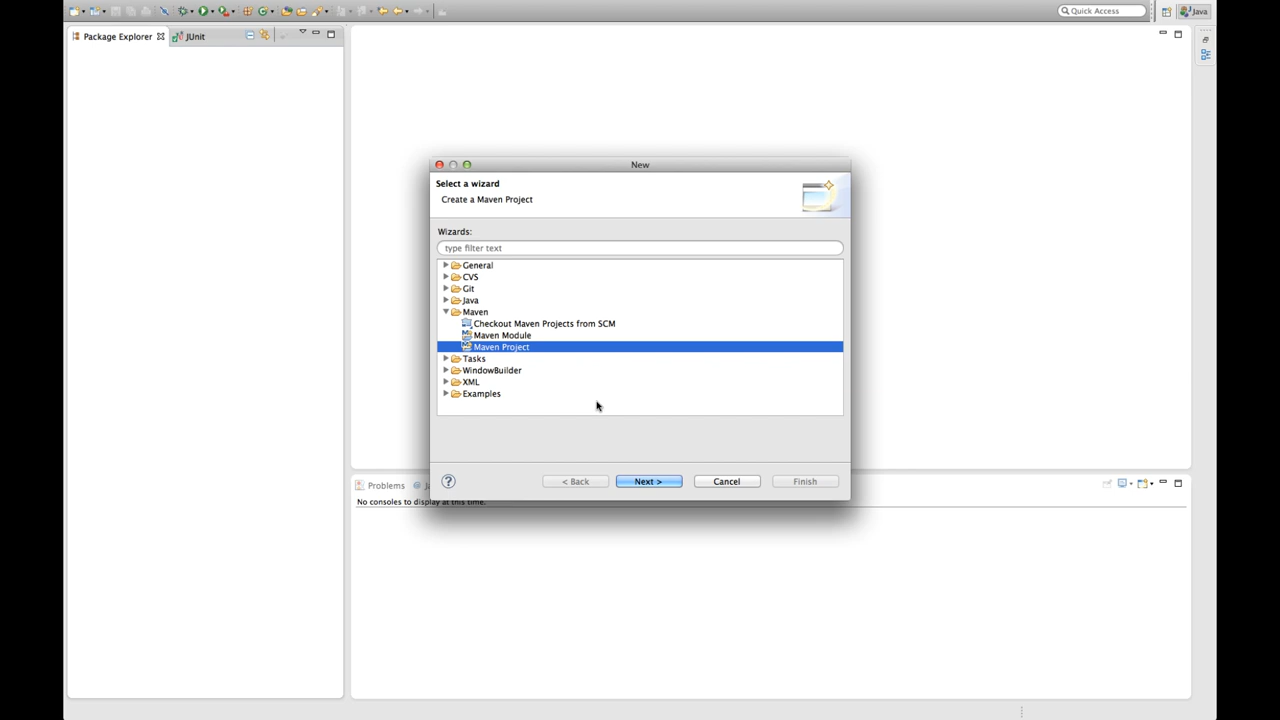 Quick Access
Java
Package Explorer
JUnit
New
Select a wizard
Create a Maven Project
Wizards:
type filter text
General
CVS
Git
Java
Maven
Checkout Maven Projects from SCM
Maven Module
Maven Project
Tasks
WindowBuilder
XML
Examples
?
< Back
Next >
Cancel
Finish
Problems
@
No consoles to display at this time.